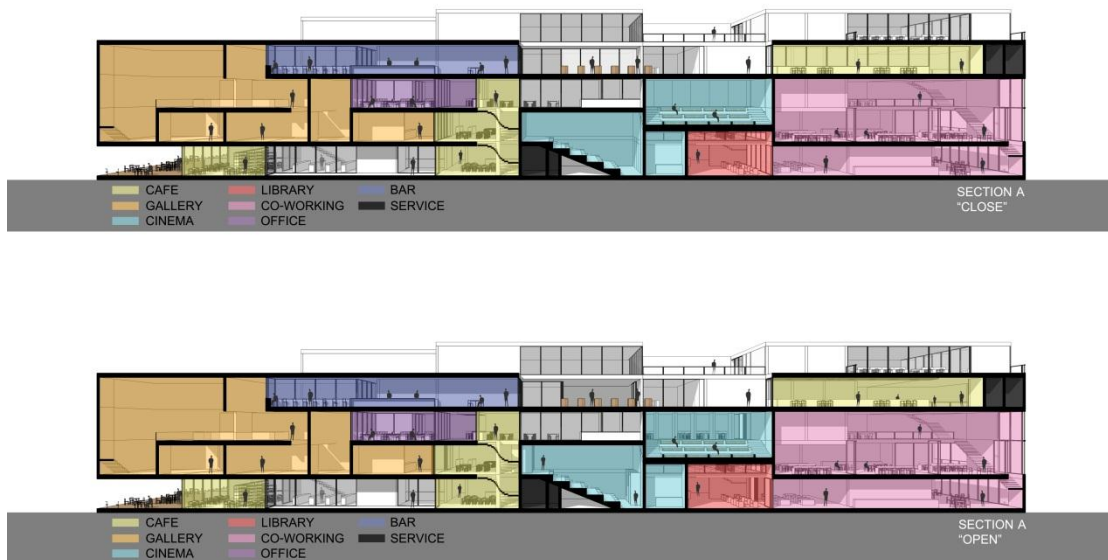 CAFE LIBRARY BAR
GALLERY CO-WORKING SERVICE
CINEMA OFFICE
SECTION A
“CLOSE”
CAFE LIBRARY BAR
GALLERY CO-WORKING SERVICE
CINEMA OFFICE
SECTION A
“OPEN”